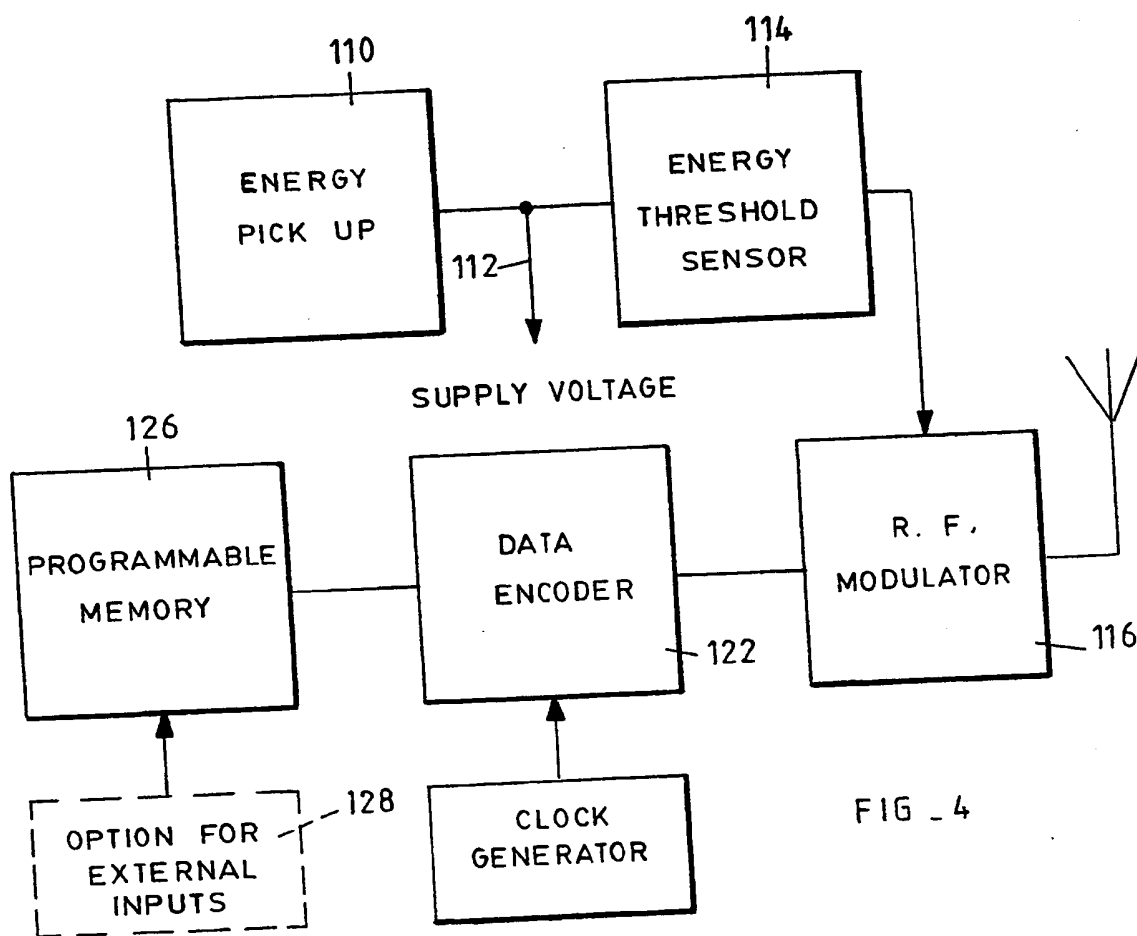 110
114
ENERGY
PICK UP
ENERGY
THRESHOLD
SENSOR
112
SUPPLY VOLTAGE
126
PROGRAMMABLE
MEMORY
DATA
ENCODER
122
R. F.
MODULATOR
116
OPTION FOR
EXTERNAL
INPUTS
128
CLOCK
GENERATOR
FIG _ 4